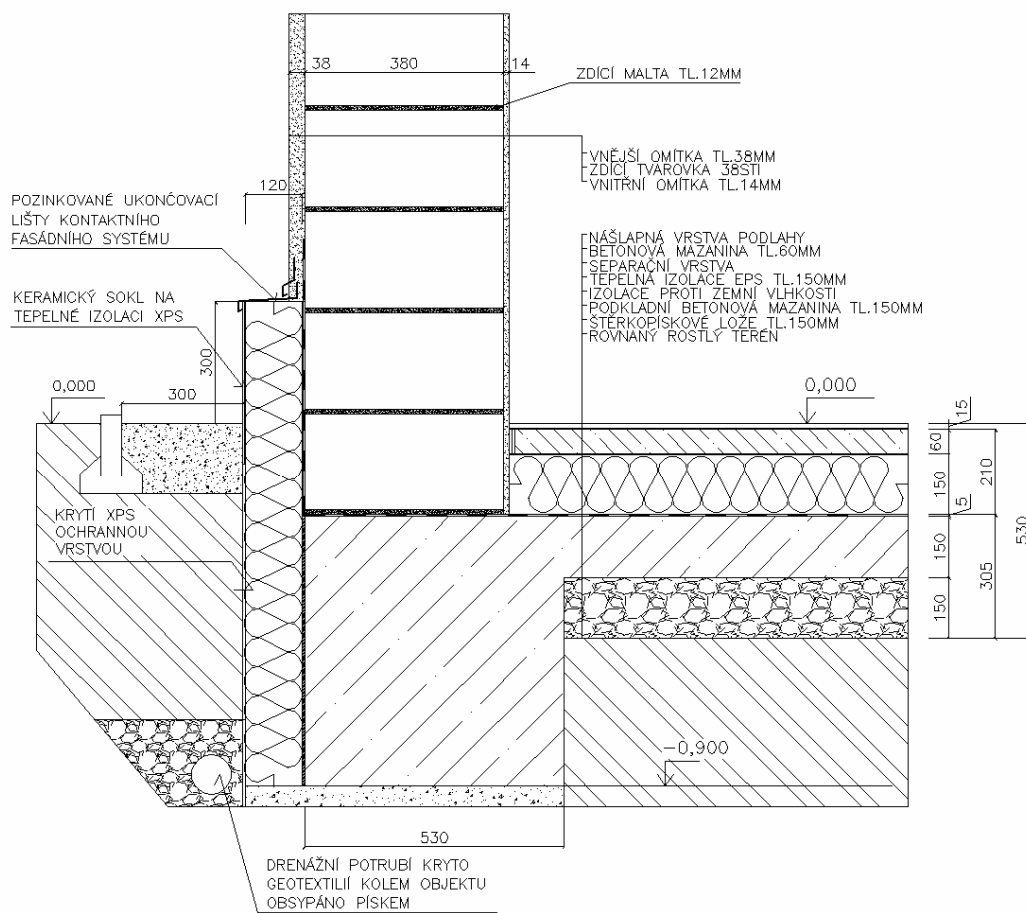 38
380
14
ZDÍCÍ MALTA TL.12MM
VNĚJŠÍ OMÍTKA TL.38MM
ZDÍCÍ TVAROVKA 38STI
VNITŘNÍ OMÍTKA TL.14MM
120
POZINKOVANÉ UKONČOVACÍ
LIŠTY KONTAKTNÍHO
FASÁDNÍHO SYSTÉMU
NÁŠLAPNÁ VRSTVA PODLAHY
BETONOVÁ MAZANINA TL.60MM
SEPARAČNÍ VRSTVA
TEPELNÁ IZOLACE EPS TL.150MM
IZOLACE PROTI ZEMNÍ VLHKOSTI
PODKLADNÍ BETONOVÁ MAZANINA TL.150MM
ŠTĚRKOPÍSKOVÉ LOŽE TL.150MM
ROVNANÝ ROSTLÝ TERÉN
KERAMICKÝ SOKL NA
TEPELNÉ IZOLACI XPS
300
0,000
300
0,000
15
60
150
210
5
530
150
305
150
KRYTÍ XPS
OCHRANNOU
VRSTVOU
-0,900
530
DRENÁŽNÍ POTRUBÍ KRYTO
GEOTEXTILIÍ KOLEM OBJEKTU
OBSYPÁNO PÍSKEM